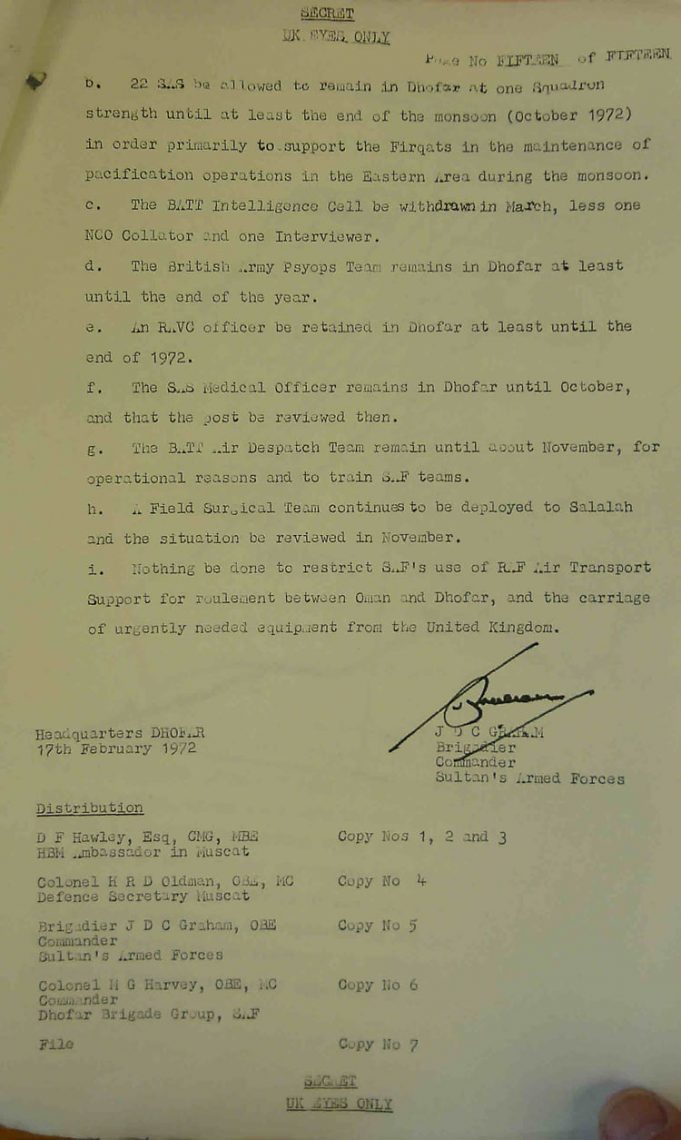 SECRET
UK EYES ONLY
Page No FIFTEEN of FIFTEEN
b. 22 SAS be allowed to remain in Dhofar at one Squadron
strength until at least the end of the monsoon (October 1972)
in order primarily to support the Firqats in the maintenance of
pacification operations in the Eastern Area during the monsoon.
c. The BATT Intelligence Cell be withdrawn in March, less one
NCO Collator and one Interviewer.
d. The British Army Psyops Team remains in Dhofar at least
until the end of the year.
e. An RAVC officer be retained in Dhofar at least until the
end of 1972.
f. The SAS Medical Officer remains in Dhofar until October,
and that the post be reviewed then.
g. The BATT Air Despatch Team remain until about November, for
operational reasons and to train SAF teams.
h. A Field Surgical Team continues to be deployed to Salalah
and the situation be reviewed in November.
i. Nothing be done to restrict SAF's use of RAF Air Transport
Support for roulement between Oman and Dhofar, and the carriage
of urgently needed equipment from the United Kingdom.
Headquarters DHOFAR
17th February 1972
J D C GRAHAM
Brigadier
Commander
Sultan's Armed Forces
Distribution
D F Hawley, Esq, CMG, MBE Copy Nos 1, 2 and 3
HBM Ambassador in Muscat
Colonel H R D Oldman, OBE, MC Copy No 4
Defence Secretary Muscat
Brigadier J D C Graham, OBE Copy No 5
Commander
Sultan's Armed Forces
Colonel M G Harvey, OBE, MC Copy No 6
Commander
Dhofar Brigade Group, SAF
File Copy No 7
SECRET
UK EYES ONLY